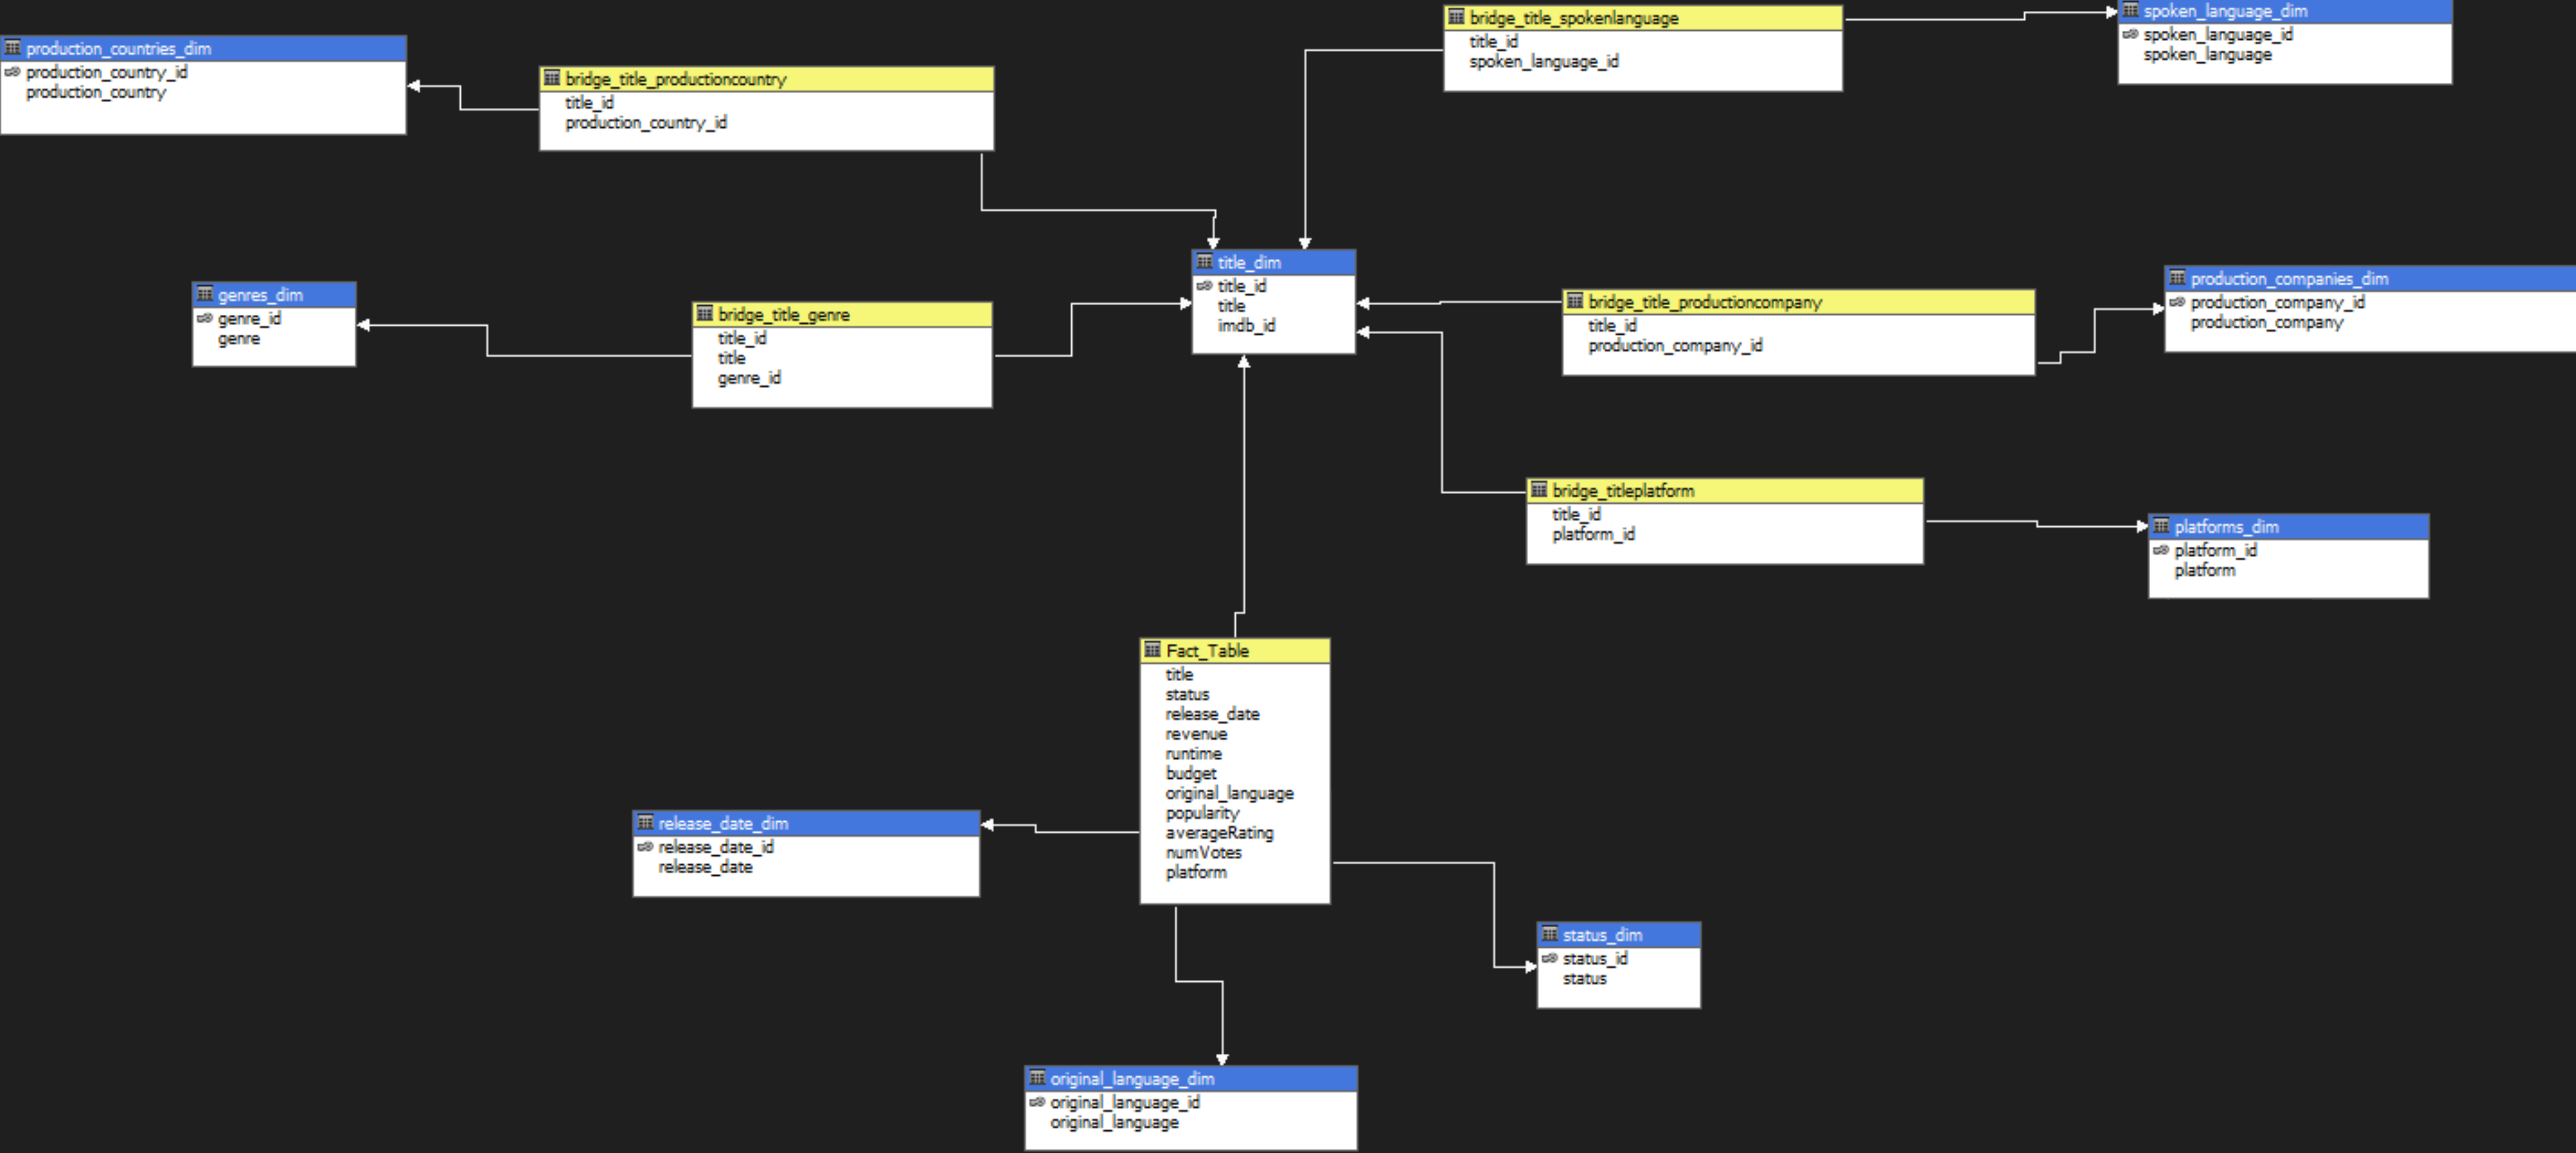 production_countries_dim
production_country_id
production_country
bridge_title_productioncountry
title_id
production_country_id
bridge_title_spokenlanguage
title_id
spoken_language_id
spoken_language_dim
spoken_language_id
spoken_language
genres_dim
genre_id
genre
bridge_title_genre
title_id
title
genre_id
title_dim
title_id
title
imdb_id
bridge_title_productioncompany
title_id
production_company_id
production_companies_dim
production_company_id
production_company
bridge_titleplatform
title_id
platform_id
platforms_dim
platform_id
platform
Fact_Table
title
status
release_date
revenue
runtime
budget
original_language
popularity
averageRating
numVotes
platform
release_date_dim
release_date_id
release_date
status_dim
status_id
status
original_language_dim
original_language_id
original_language